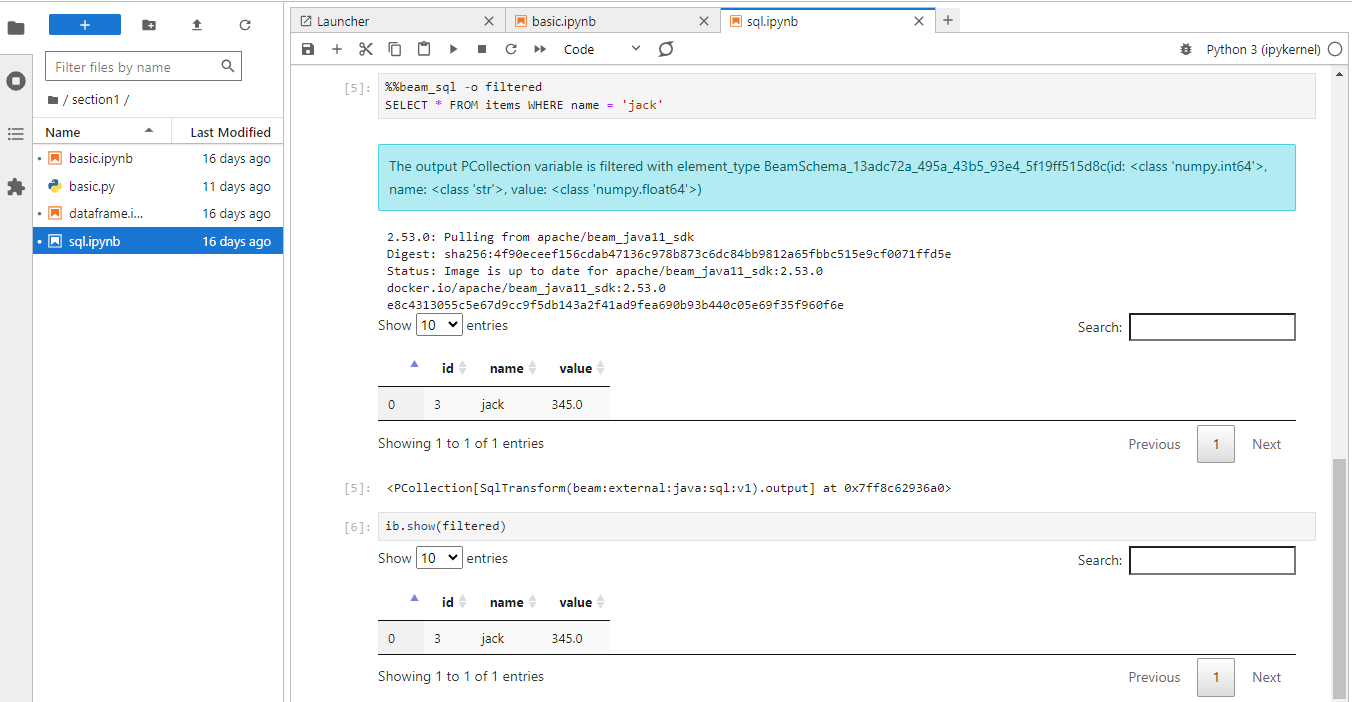 Launcher
basic.ipynb
sql.ipynb
Filter files by name
Code
Python 3 (ipykernel)
/ section1 /
Name
Last Modified
basic.ipynb 16 days ago
basic.py 11 days ago
dataframe.i... 16 days ago
sql.ipynb 16 days ago
[5]: %%beam_sql -o filtered
SELECT * FROM items WHERE name = 'jack'
The output PCollection variable is filtered with element_type BeamSchema_13adc72a_495a_43b5_93e4_5f19ff515d8c(id: <class 'numpy.int64'>,
name: <class 'str'>, value: <class 'numpy.float64'>)
2.53.0: Pulling from apache/beam_java11_sdk
Digest: sha256:4f90eceef156cdab47136c978b873c6dc84bb9812a65fbbc515e9cf0071ffd5e
Status: Image is up to date for apache/beam_java11_sdk:2.53.0
docker.io/apache/beam_java11_sdk:2.53.0
e8c4313055c5e67d9cc9f5db143a2f41ad9fea690b93b440c05e69f35f960f6e
Show 10 entries
Search:
id name value
0 3 jack 345.0
Showing 1 to 1 of 1 entries
Previous 1 Next
[5]: <PCollection[SqlTransform(beam:external:java:sql:v1).output] at 0x7ff8c62936a0>
[6]: ib.show(filtered)
Show 10 entries
Search:
id name value
0 3 jack 345.0
Showing 1 to 1 of 1 entries
Previous 1 Next